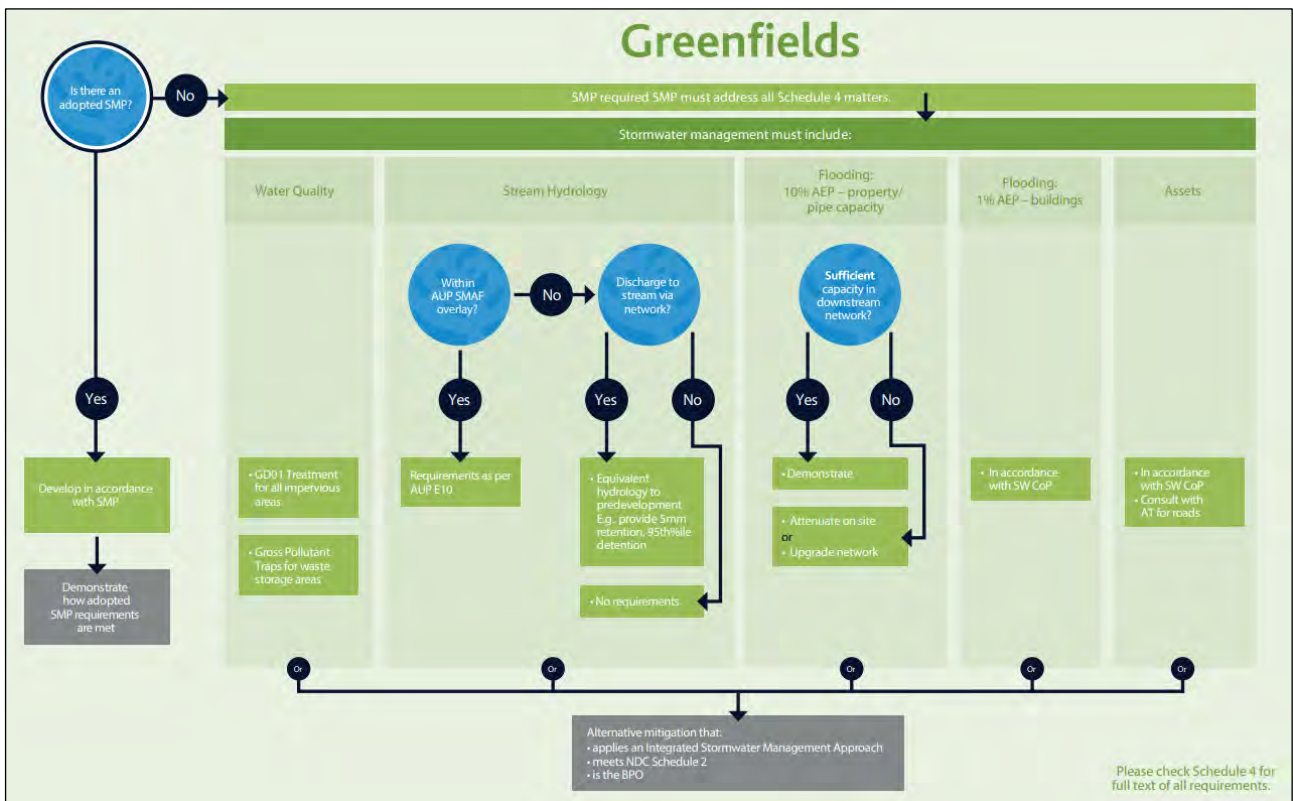 Greenfields
Is there an
adopted SMP?
No
SMP required SMP must address all Schedule 4 matters.
Stormwater management must include:
Water Quality
Stream Hydrology
Flooding:
10% AEP – property/
pipe capacity
Flooding:
1% AEP – buildings
Assets
Within
AUP SMAF
overlay?
No
Discharge to
stream via
network?
Sufficient
capacity in
downstream
network?
Yes
Yes
Yes
No
Yes
No
Develop in accordance
with SMP
• GD01 Treatment
for all impervious
areas
Requirements as per
AUP E10
• Equivalent
hydrology to
predevelopment
E.g., provide 5mm
retention, 95th%ile
detention
• Demonstrate
• In accordance
with SW CoP
• In accordance
with SW CoP
• Consult with
AT for roads
• Attenuate on site
or
• Upgrade network
• Gross Pollutant
Traps for waste
storage areas
Demonstrate
how adopted
SMP requirements
are met
• No requirements
Or
Or
Or
Or
Or
Alternative mitigation that:
• applies an Integrated Stormwater Management Approach
• meets NDC Schedule 2
• is the BPO
Please check Schedule 4 for
full text of all requirements.